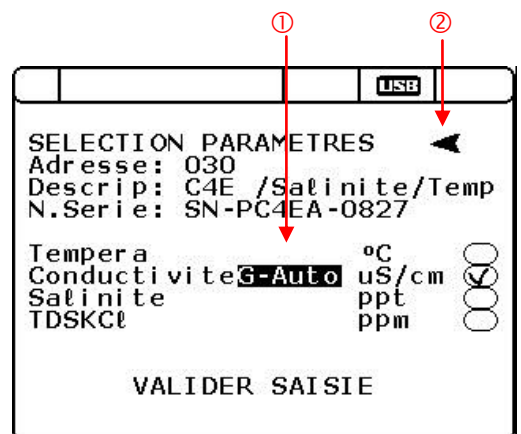 ① ②
USB
SELECTION PARAMETRES
Adresse: 030
Descrip: C4E /Salinite/Temp
N.Serie: SN-PC4EA-0827
Tempera °C
Conductivite G-Auto uS/cm
Salinite ppt
TDSKCl ppm
VALIDER SAISIE